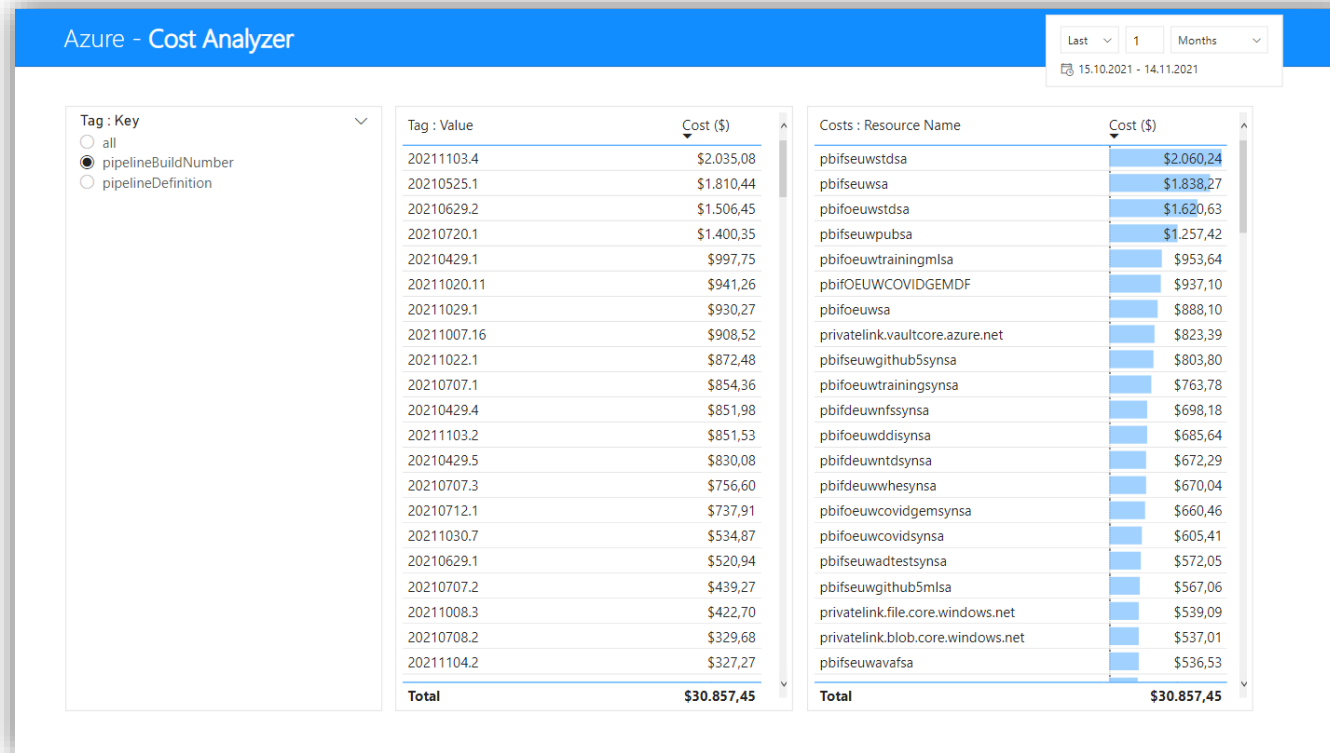 Azure - Cost Analyzer
Last 1 Months
15.10.2021 - 14.11.2021
Tag : Key
all
pipelineBuildNumber
pipelineDefinition
Tag : Value Cost ($)
20211103.4 $2.035,08
20210525.1 $1.810,44
20210629.2 $1.506,45
20210720.1 $1.400,35
20210429.1 $997,75
20211020.11 $941,26
20211029.1 $930,27
20211007.16 $908,52
20211022.1 $872,48
20210707.1 $854,36
20210429.4 $851,98
20211103.2 $851,53
20210429.5 $830,08
20210707.3 $756,60
20210712.1 $737,91
20211030.7 $534,87
20210629.1 $520,94
20210707.2 $439,27
20211008.3 $422,70
20210708.2 $329,68
20211104.2 $327,27
Total $30.857,45
Costs : Resource Name Cost ($)
pbifseuwstdsa $2.060,24
pbifseuwsa $1.838,27
pbifoeuwstdsa $1.620,63
pbifseuwpubsa $1.257,42
pbifoeuwtrainingmlsa $953,64
pbifOEUWCOVIDGEMDF $937,10
pbifoeuwsa $888,10
privatelink.vaultcore.azure.net $823,39
pbifseuwgithub5synsa $803,80
pbifoeuwtrainingsynsa $763,78
pbifdeuwnfssynsa $698,18
pbifoeuwddisynsa $685,64
pbifdeuwntdsynsa $672,29
pbifdeuwwhesynsa $670,04
pbifoeuwcovidgemsynsa $660,46
pbifoeuwcovidsynsa $605,41
pbifseuwadtestsynsa $572,05
pbifseuwgithub5mlsa $567,06
privatelink.file.core.windows.net $539,09
privatelink.blob.core.windows.net $537,01
pbifseuwavafsa $536,53
Total $30.857,45